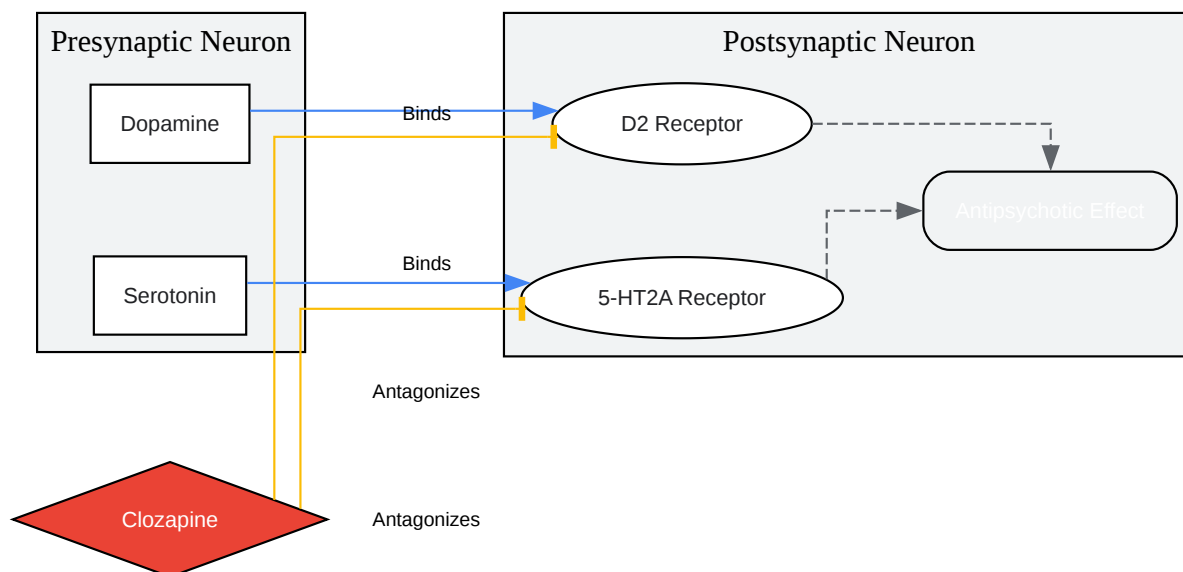 Presynaptic Neuron
Postsynaptic Neuron
Dopamine
Binds
D2 Receptor
Antipsychotic Effect
Serotonin
Binds
5-HT2A Receptor
Antagonizes
Clozapine
Antagonizes